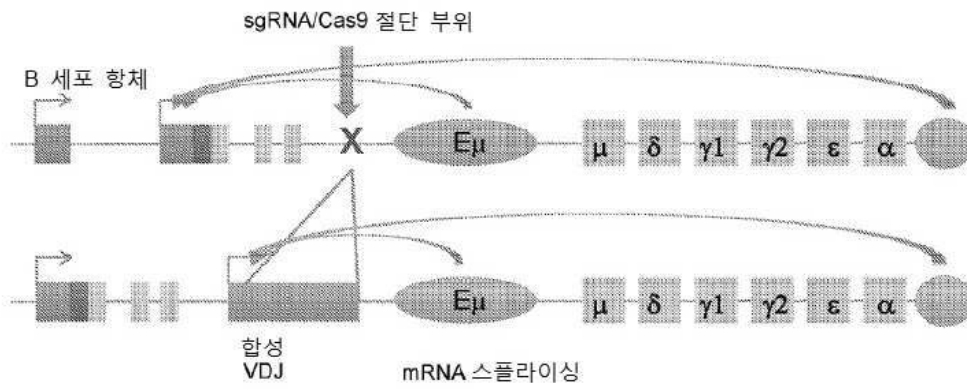 sgRNA/Cas9 절단 부위
B 세포 항체
X
Eμ
μ δ γ1 γ2 ε α
Eμ
μ δ γ1 γ2 ε α
합성
VDJ
mRNA 스플라이싱